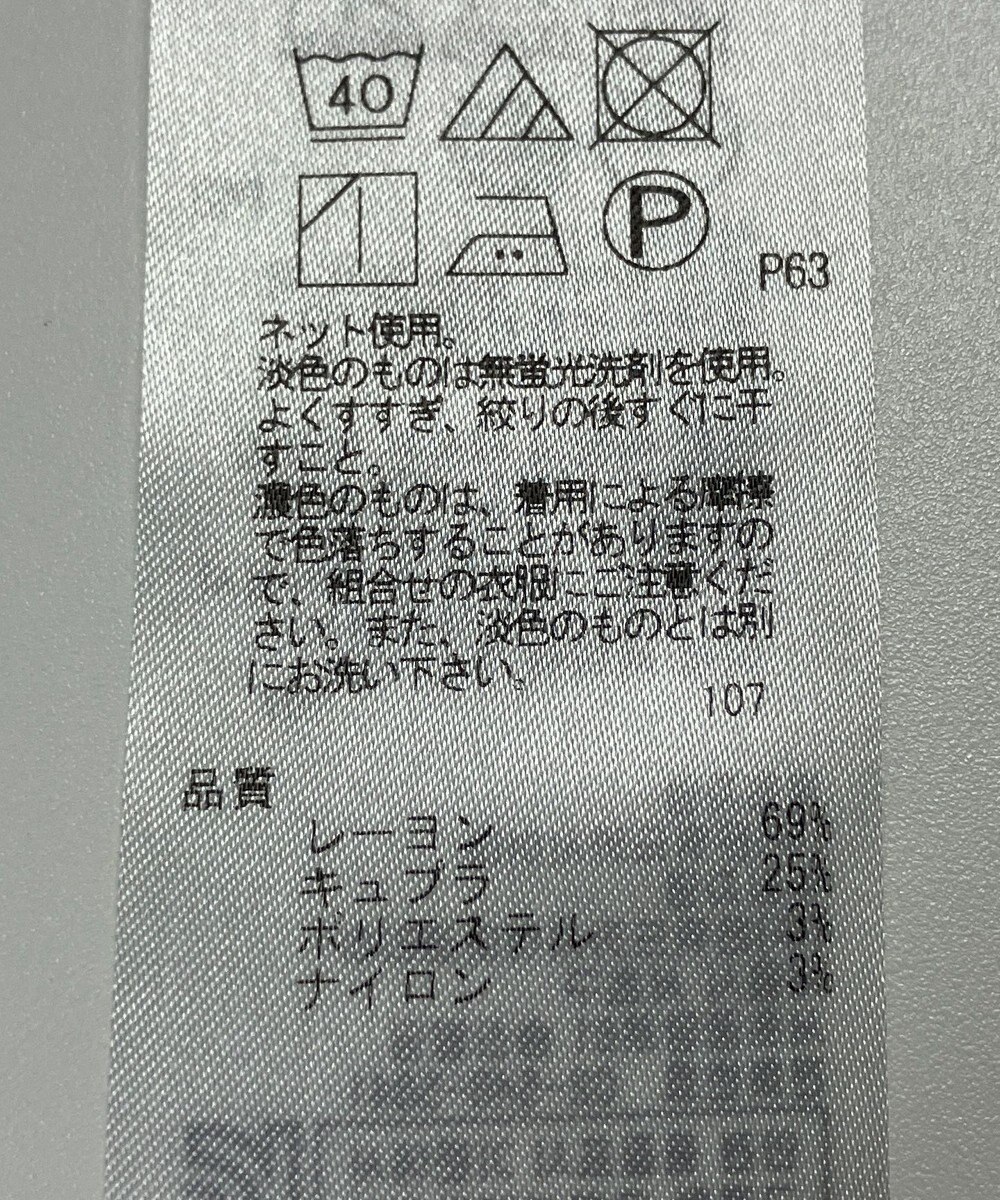 40
P
P63
ネット使用。
淡色のものは無蛍光洗剤を使用。
よくすすぎ、絞りの後すぐに干
すこと。
濃色のものは、着用による摩擦
で色落ちすることがありますの
で、組合せの衣服にご注意くだ
さい。また、淡色のものとは別
にお洗い下さい。
107
品質
レーヨン 69%
キュプラ 25%
ポリエステル 3%
ナイロン 3%